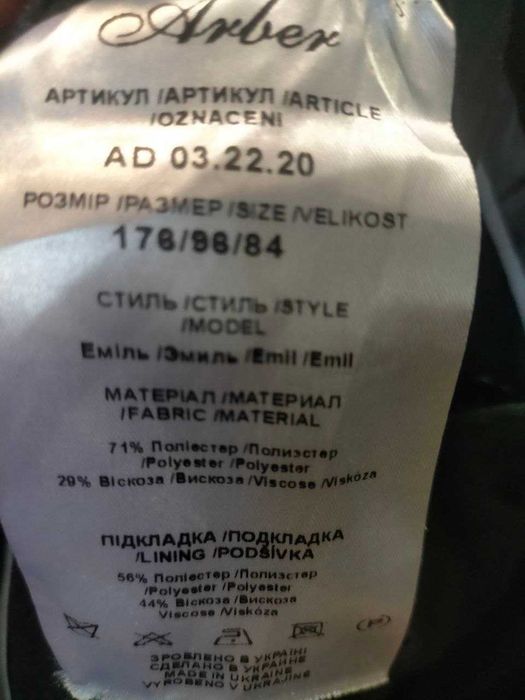 Arber
АРТИКУЛ /АРТИКУЛ /ARTICLE
/OZNACENI
AD 03.22.20
РОЗМІР /РАЗМЕР /SIZE /VELIKOST
176/96/84
СТИЛЬ /СТИЛЬ /STYLE
/MODEL
Еміль /Эмиль /Emil /Emil
МАТЕРІАЛ /МАТЕРИАЛ
/FABRIC /MATERIAL
71% Поліестер /Полиэстер
/Polyester /Polyester
29% Віскоза /Вискоза /Viscose /Viskóza
ПІДКЛАДКА /ПОДКЛАДКА
/LINING /PODŠÍVKA
56% Поліестер /Полиэстер
/Polyester /Polyester
44% Віскоза /Вискоза
Viscose /Viskóza
(P)
ЗРОБЛЕНО В УКРАЇНІ
СДЕЛАНО В УКРАИНЕ
MADE IN UKRAINE
VYROBENO V UKRAJINE